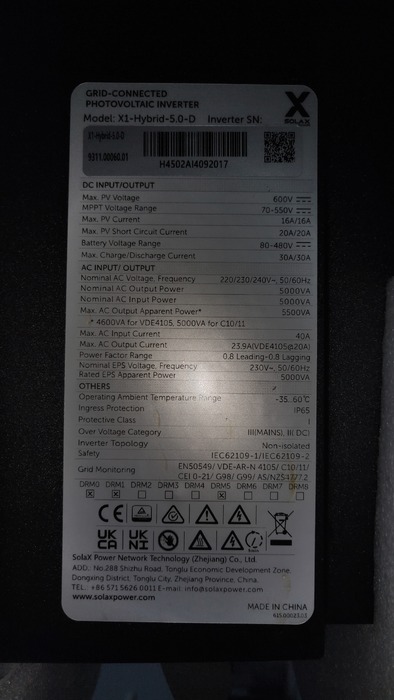 GRID-CONNECTED
PHOTOVOLTAIC INVERTER
Model: X1-Hybrid-5.0-D Inverter SN:
SOLAX
X1-Hybrid-5.0-D
9311.00060.01
H4502AI4092017
DC INPUT/OUTPUT
Max. PV Voltage 600V
MPPT Voltage Range 70-550V
Max. PV Current 16A/16A
Max. PV Short Circuit Current 20A/20A
Battery Voltage Range 80-480V
Max. Charge/Discharge Current 30A/30A
AC INPUT/ OUTPUT
Nominal AC Voltage, Frequency 220/230/240V~, 50/60Hz
Nominal AC Output Power 5000VA
Nominal AC Input Power 5000VA
Max. AC Output Apparent Power* 5500VA
* 4600VA for VDE4105, 5000VA for C10/11
Max. AC Input Current 40A
Max. AC Output Current 23.9A(VDE4105@20A)
Power Factor Range 0.8 Leading-0.8 Lagging
Nominal EPS Voltage, Frequency 230V~, 50/60Hz
Rated EPS Apparent Power 5000VA
OTHERS
Operating Ambient Temperature Range -35..60℃
Ingress Protection IP65
Protective Class I
Over Voltage Category III(MAINS), II( DC)
Inverter Topology Non-isolated
Safety IEC62109-1/IEC62109-2
Grid Monitoring EN50549/ VDE-AR-N 4105/ C10/11/
CEI 0-21/ G98/ G99/ AS/NZS4777.2
DRM0 DRM1 DRM2 DRM3 DRM4 DRM5 DRM6 DRM7 DRM8
CE
UK CA UK NI
SolaX Power Network Technology (Zhejiang) Co., Ltd.
ADD.: No.288 Shizhu Road, Tonglu Economic Development Zone,
Dongxing District, Tonglu City, Zhejiang Province, China.
TEL.: +86 571 5626 0011 E-mail: info@solaxpower.com
www.solaxpower.com
MADE IN CHINA